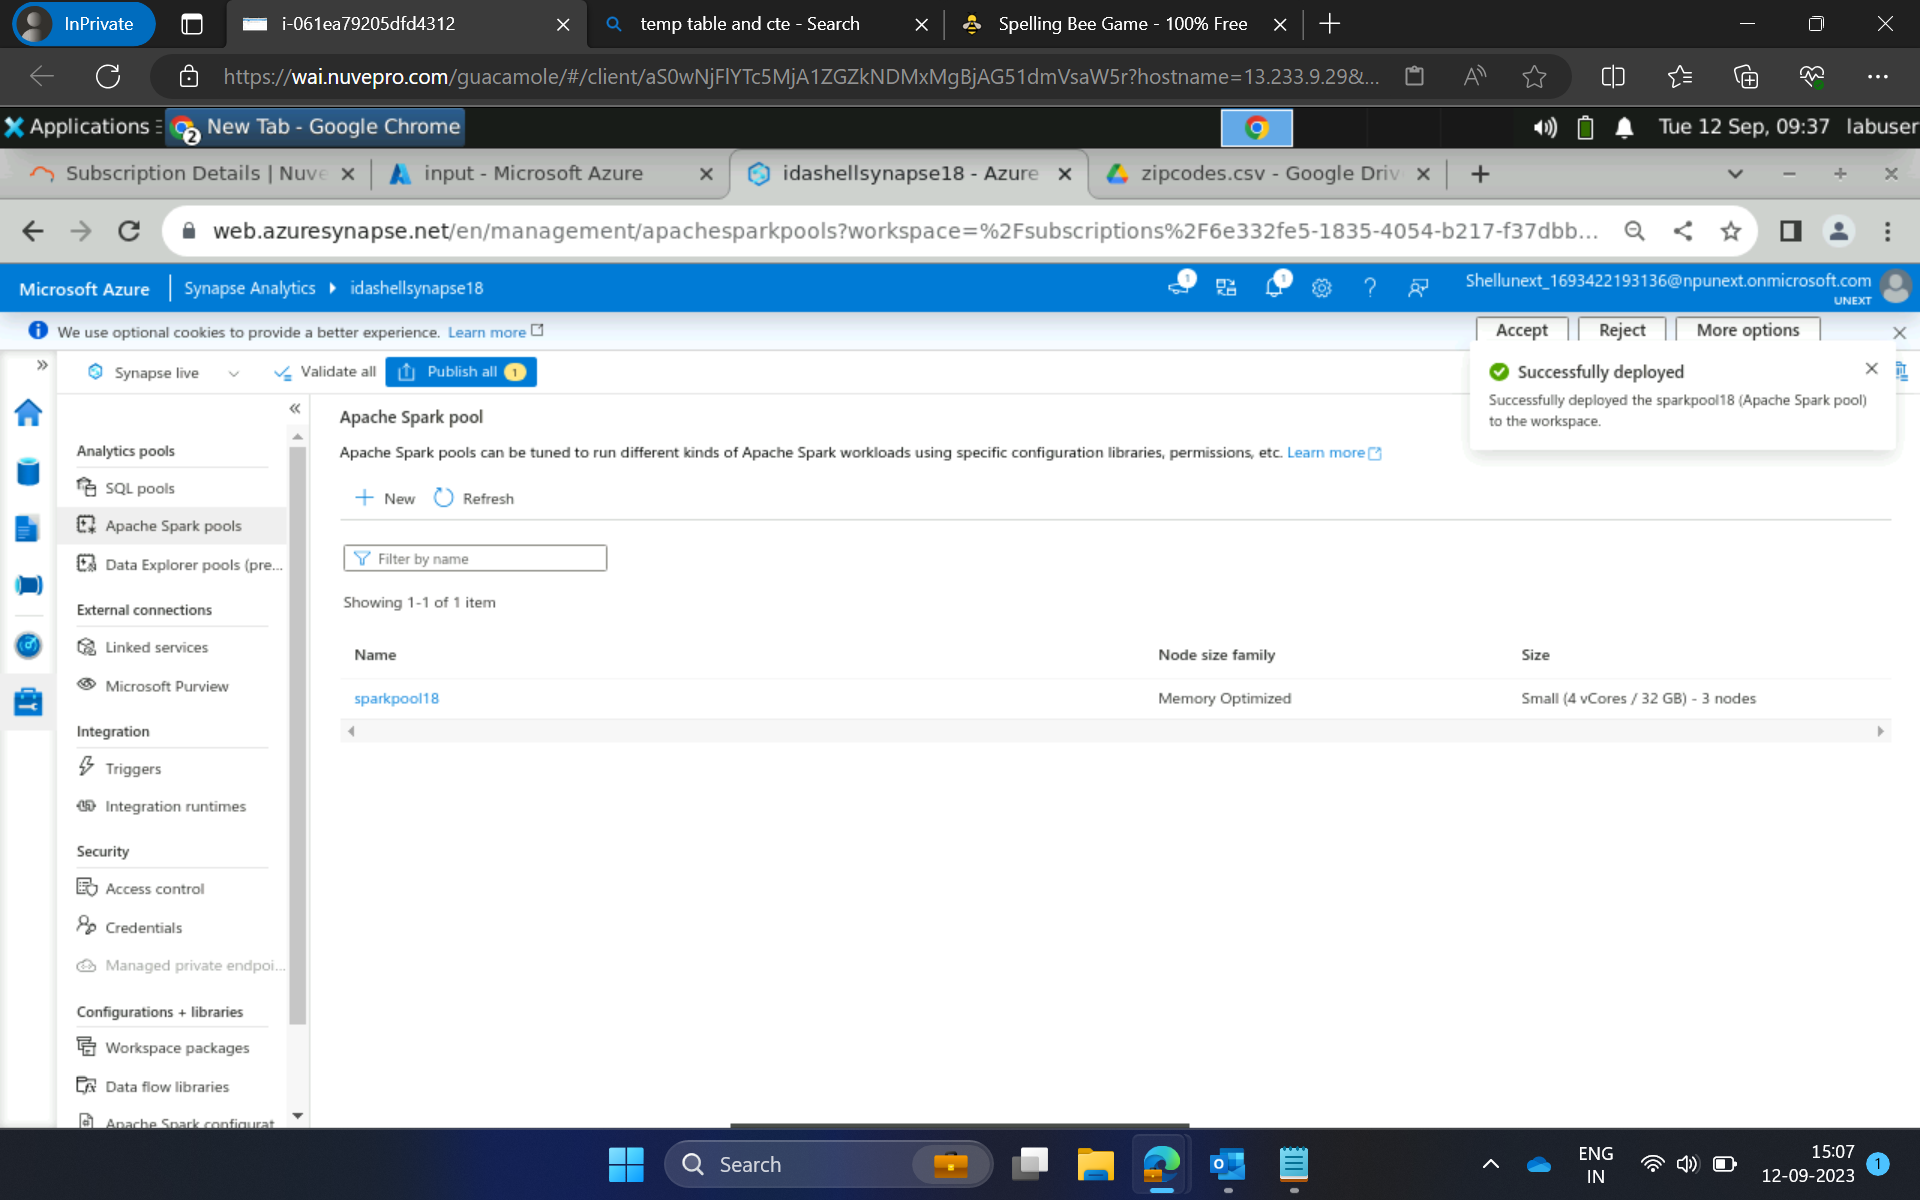 InPrivate
i-061ea79205dfd4312
temp table and cte - Search
Spelling Bee Game - 100% Free
https://wai.nuvepro.com/guacamole/#/client/aS0wNjFlYTc5MjA1ZGZkNDMxMgBjAG51dmVsaW5r?hostname=13.233.9.29&...
Applications
2
New Tab - Google Chrome
Tue 12 Sep, 09:37
labuser
Subscription Details | Nuve
input - Microsoft Azure
idashellsynapse18 - Azure
zipcodes.csv - Google Driv
web.azuresynapse.net/en/management/apachesparkpools?workspace=%2Fsubscriptions%2F6e332fe5-1835-4054-b217-f37dbb...
Microsoft Azure
Synapse Analytics
idashellsynapse18
1
1
Shellunext_1693422193136@npunext.onmicrosoft.com
UNEXT
We use optional cookies to provide a better experience. Learn more
Accept
Reject
More options
Synapse live
Validate all
Publish all 1
Successfully deployed
Successfully deployed the sparkpool18 (Apache Spark pool)
to the workspace.
Analytics pools
SQL pools
Apache Spark pools
Data Explorer pools (pre...
External connections
Linked services
Microsoft Purview
Integration
Triggers
Integration runtimes
Security
Access control
Credentials
Managed private endpoi...
Configurations + libraries
Workspace packages
Data flow libraries
Apache Spark configurat
Apache Spark pool
Apache Spark pools can be tuned to run different kinds of Apache Spark workloads using specific configuration libraries, permissions, etc. Learn more
New
Refresh
Filter by name
Showing 1-1 of 1 item
Name
Node size family
Size
sparkpool18
Memory Optimized
Small (4 vCores / 32 GB) - 3 nodes
Search
ENG
IN
15:07
12-09-2023
1